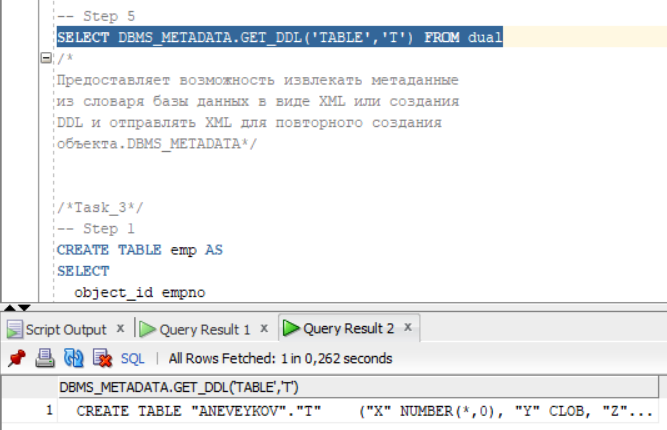 -- Step 5
SELECT DBMS_METADATA.GET_DDL('TABLE','T') FROM dual
/*
Предоставляет возможность извлекать метаданные
из словаря базы данных в виде XML или создания
DDL и отправлять XML для повторного создания
объекта.DBMS_METADATA*/
/*Task_3*/
-- Step 1
CREATE TABLE emp AS
SELECT
object_id empno
Script Output x Query Result 1 x Query Result 2 x
SQL | All Rows Fetched: 1 in 0,262 seconds
DBMS_METADATA.GET_DDL('TABLE','T')
1 CREATE TABLE "ANEVEYKOV"."T" ("X" NUMBER(*,0), "Y" CLOB, "Z"...